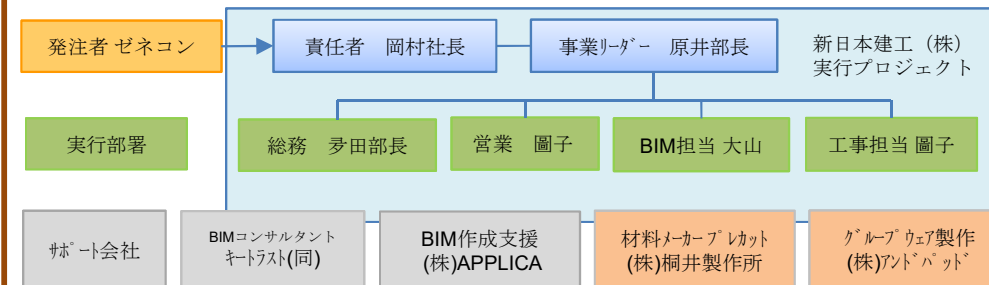 発注者 ゼネコン
責任者　岡村社長
事業ﾘｰﾀﾞｰ　原井部長
新日本建工（株）
実行プロジェクト
実行部署
総務　夛田部長
営業　圖子
BIM担当 大山
工事担当 圖子
ｻﾎﾟｰﾄ会社
BIMコンサルタント
ｷｰﾄﾗｽﾄ(同)
BIM作成支援
(株)APPLICA
材料ﾒｰｶｰﾌﾟﾚｶｯﾄ
(株)桐井製作所
ｸﾞﾙｰﾌﾟｳｪｱ製作
(株)ｱﾝﾄﾞﾊﾟｯﾄﾞ